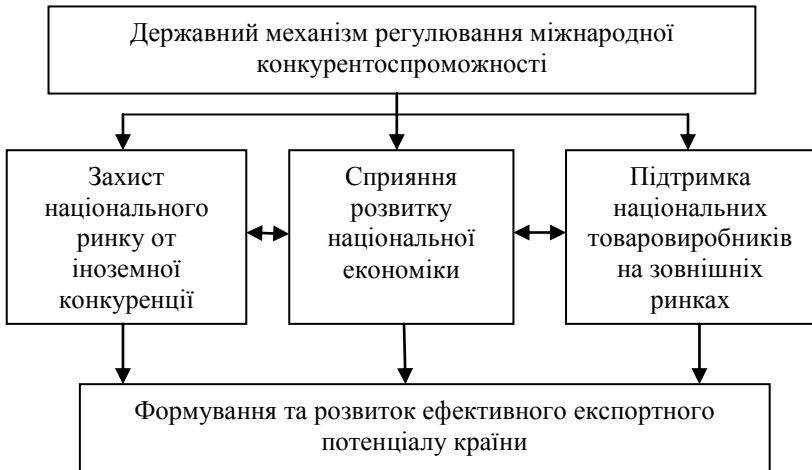 Державний механізм регулювання міжнародної
конкурентоспроможності
Захист
національного
ринку от
іноземної
конкуренції
Сприяння
розвитку
національної
економіки
Підтримка
національних
товаровиробників
на зовнішніх
ринках
Формування та розвиток ефективного експортного
потенціалу країни